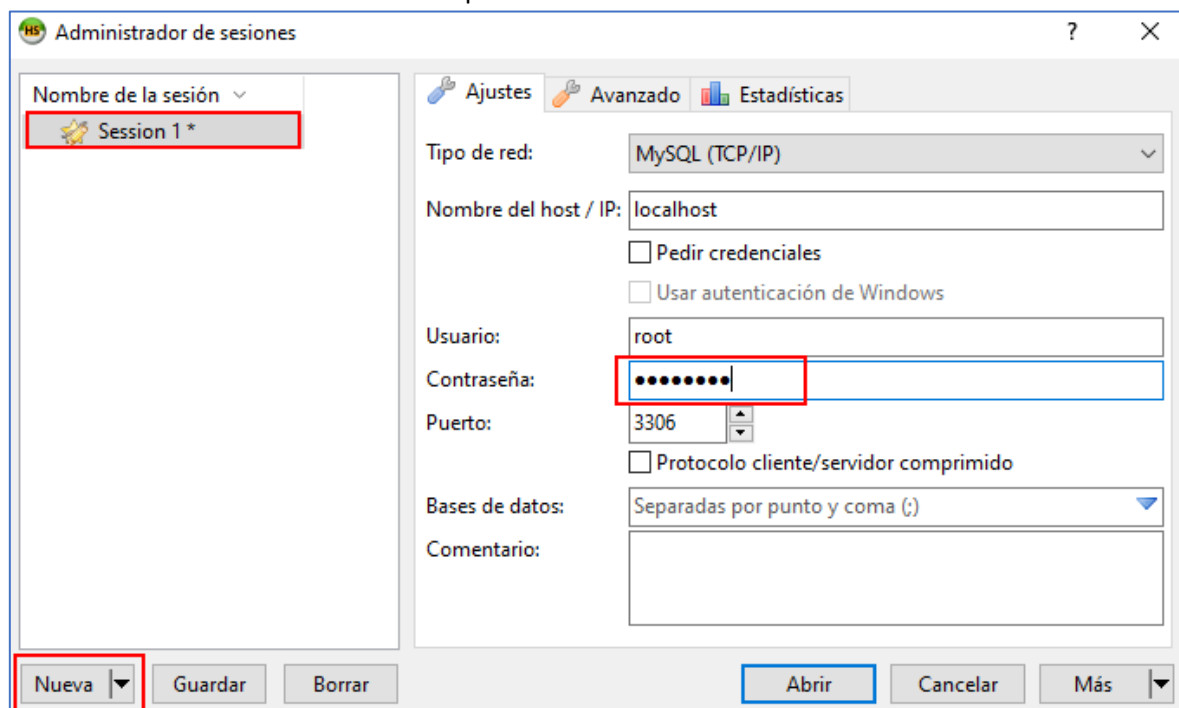 HS Administrador de sesiones ? ×
Nombre de la sesión
Session 1 *
Ajustes Avanzado Estadísticas
Tipo de red: MySQL (TCP/IP)
Nombre del host / IP: localhost
Pedir credenciales
Usar autenticación de Windows
Usuario: root
Contraseña: ●●●●●●●●
Puerto: 3306
Protocolo cliente/servidor comprimido
Bases de datos: Separadas por punto y coma (;)
Comentario:
Nueva Guardar Borrar Abrir Cancelar Más